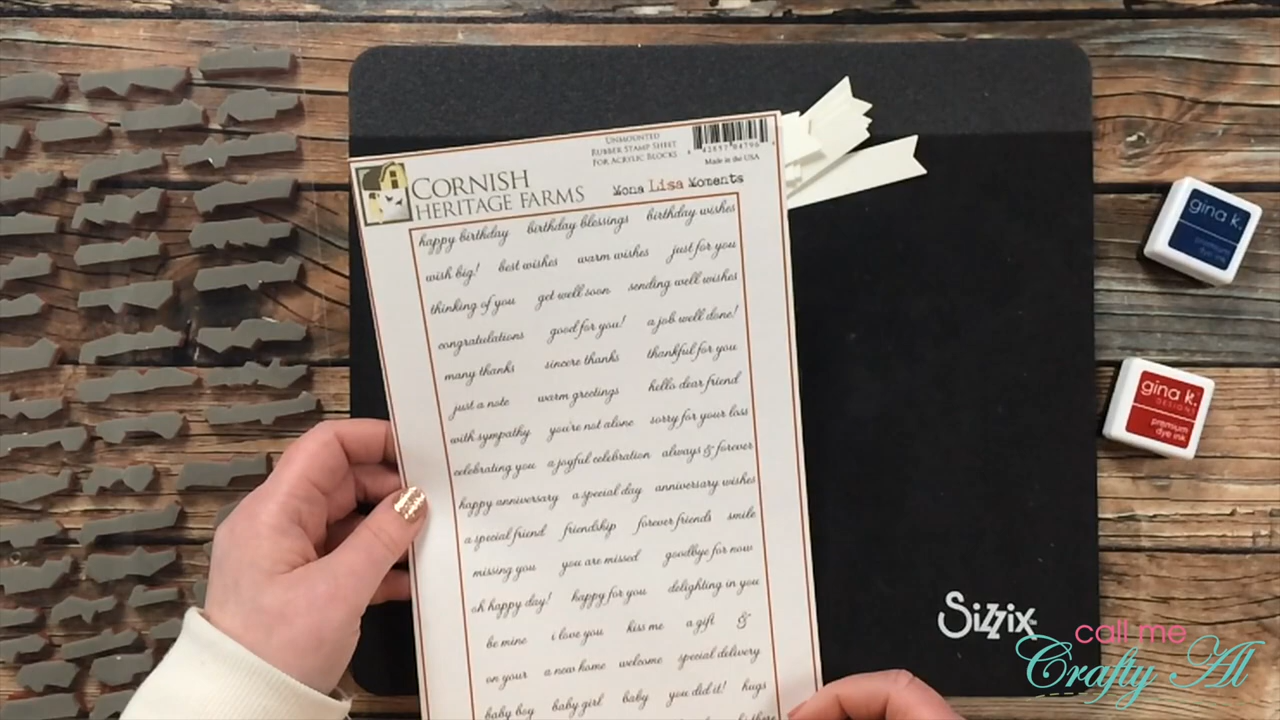 UNMOUNTED
RUBBER STAMP SHEET
FOR ACRYLIC BLOCKS
Made in the USA
CORNISH
HERITAGE FARMS
Mona Lisa Moments
happy birthday birthday blessings birthday wishes
wish big! best wishes warm wishes just for you
thinking of you get well soon sending well wishes
congratulations good for you! a job well done!
many thanks sincere thanks thankful for you
just a note warm greetings hello dear friend
with sympathy you're not alone sorry for your loss
celebrating you a joyful celebration always & forever
happy anniversary a special day anniversary wishes
a special friend friendship forever friends smile
missing you you are missed goodbye for now
oh happy day! happy for you delighting in you
be mine i love you kiss me a gift &
on your a new home welcome special delivery
baby boy baby girl baby you did it! hugs
gina k.
premium
dye ink
gina k.
DESIGNS
premium
dye ink
Sizzix
call me
Crafty Al